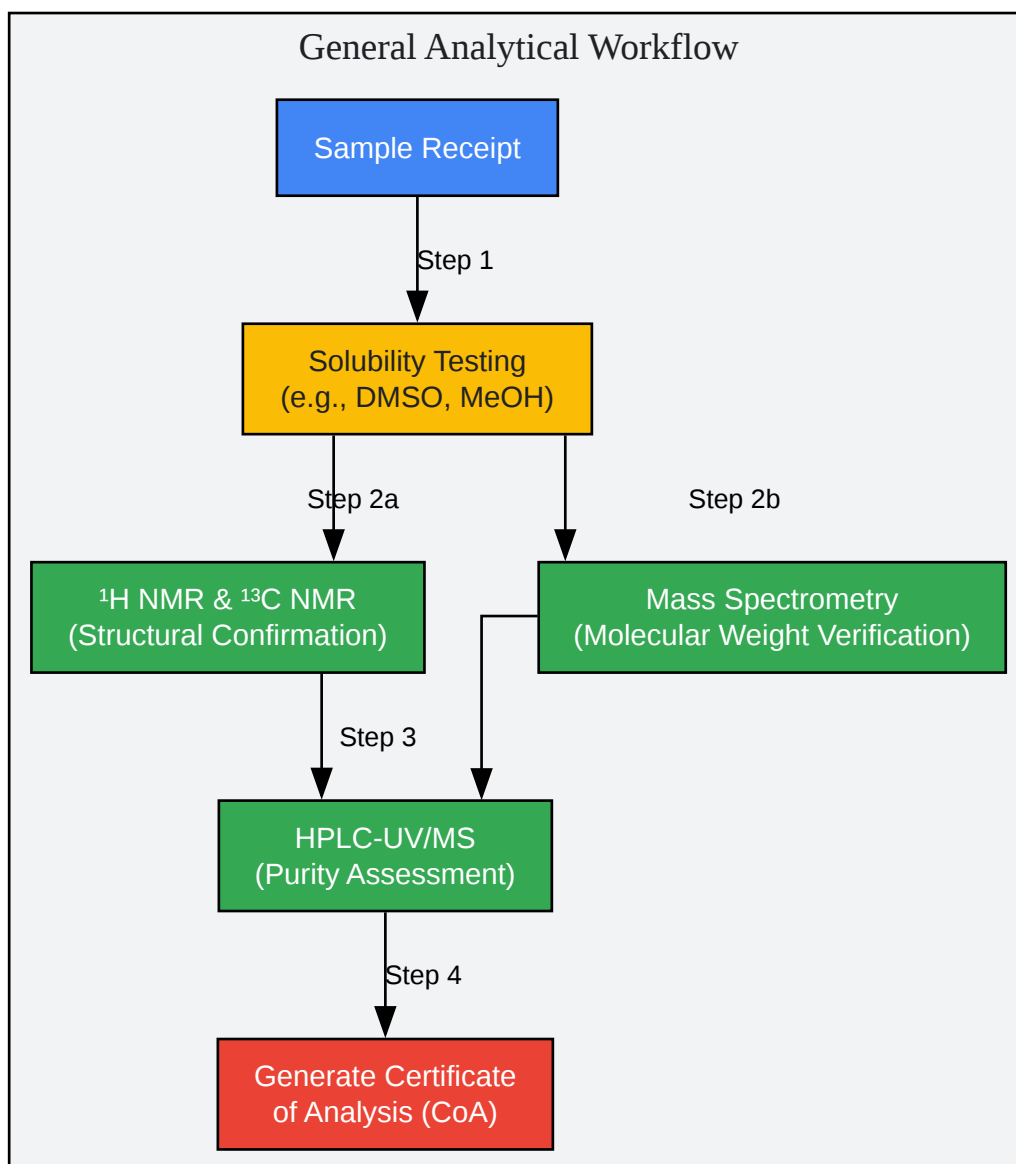 General Analytical Workflow
Sample Receipt
Step 1
Solubility Testing
(e.g., DMSO, MeOH)
Step 2a
Step 2b
¹H NMR & ¹³C NMR
(Structural Confirmation)
Mass Spectrometry
(Molecular Weight Verification)
Step 3
HPLC-UV/MS
(Purity Assessment)
Step 4
Generate Certificate
of Analysis (CoA)